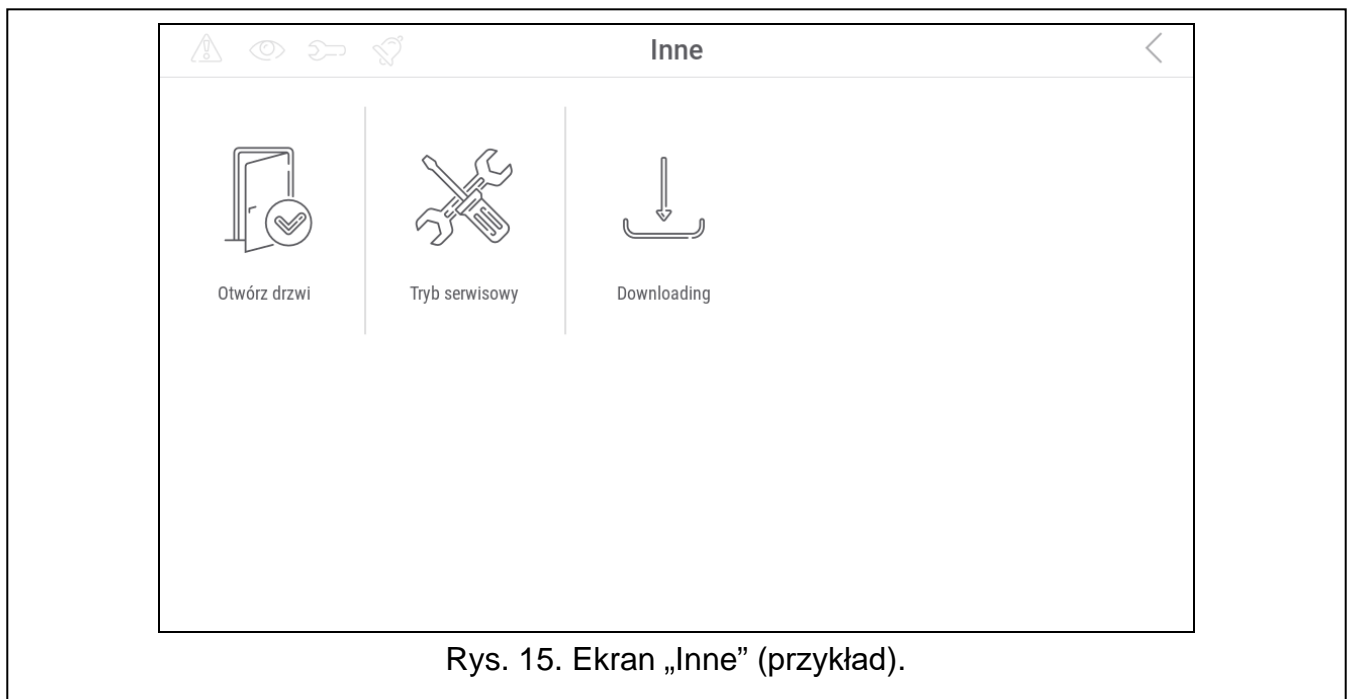 Inne
Otwórz drzwi
Tryb serwisowy
Downloading
Rys. 15. Ekran „Inne” (przykład).